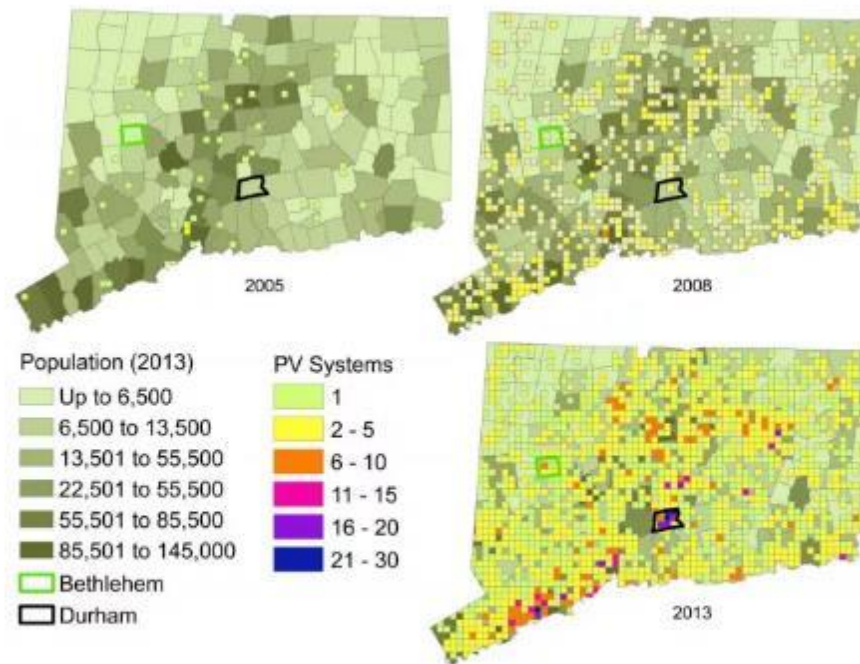 2005
2008
Population (2013)
Up to 6,500
6,500 to 13,500
13,501 to 55,500
22,501 to 55,500
55,501 to 85,500
85,501 to 145,000
Bethlehem
Durham
PV Systems
1
2 - 5
6 - 10
11 - 15
16 - 20
21 - 30
2013